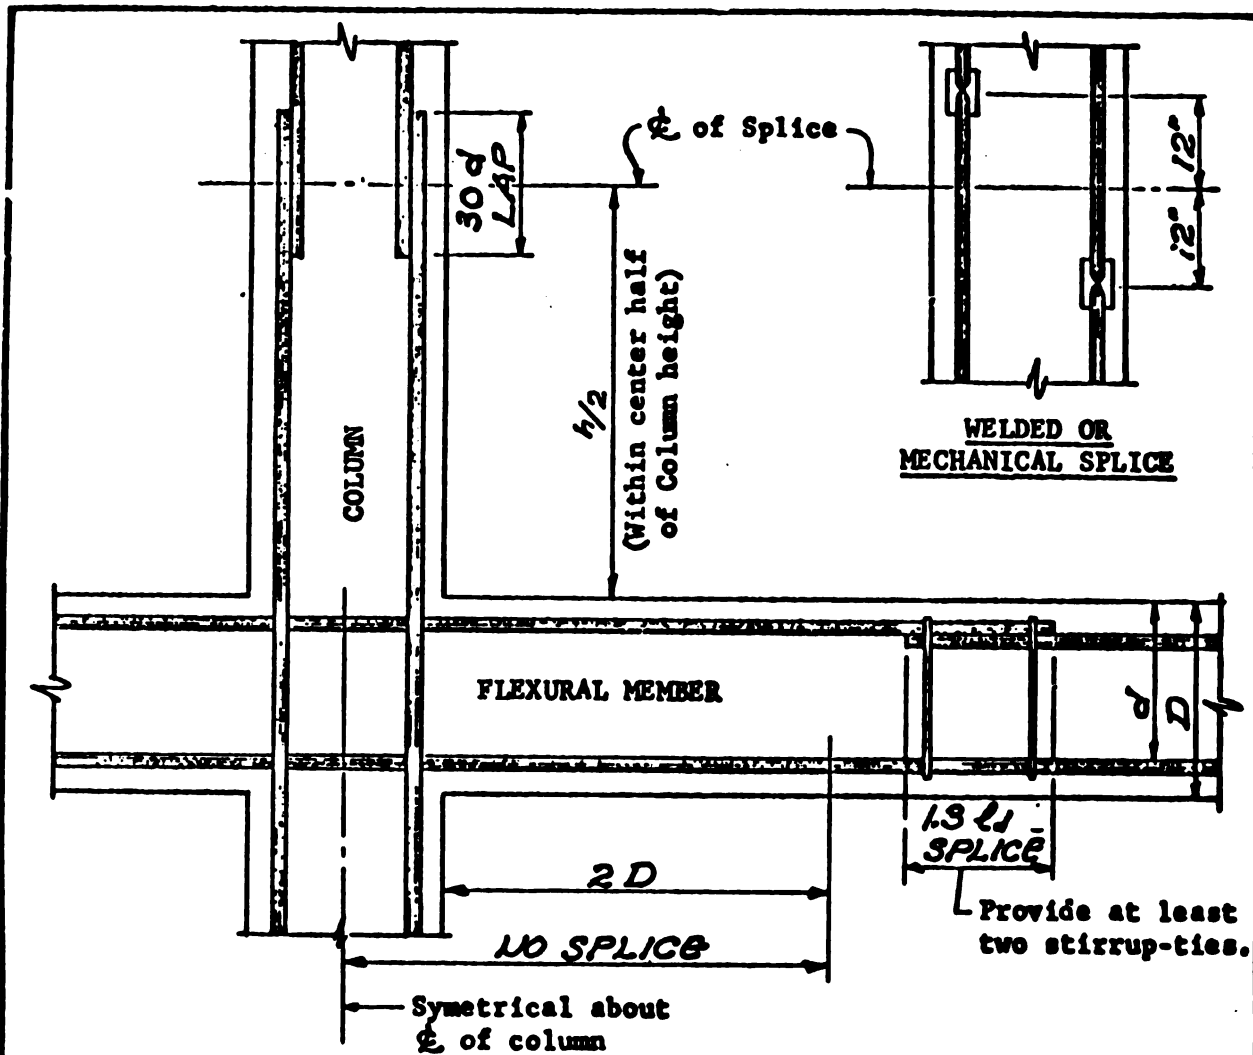 ℄ of Splice
30 d
LAP
12"
12"
h/2
(Within center half
of Column height)
COLUMN
WELDED OR
MECHANICAL SPLICE
FLEXURAL MEMBER
d
D
1.3 ld
SPLICE
2 D
Provide at least
two stirrup-ties.
NO SPLICE
Symetrical about
℄ of column